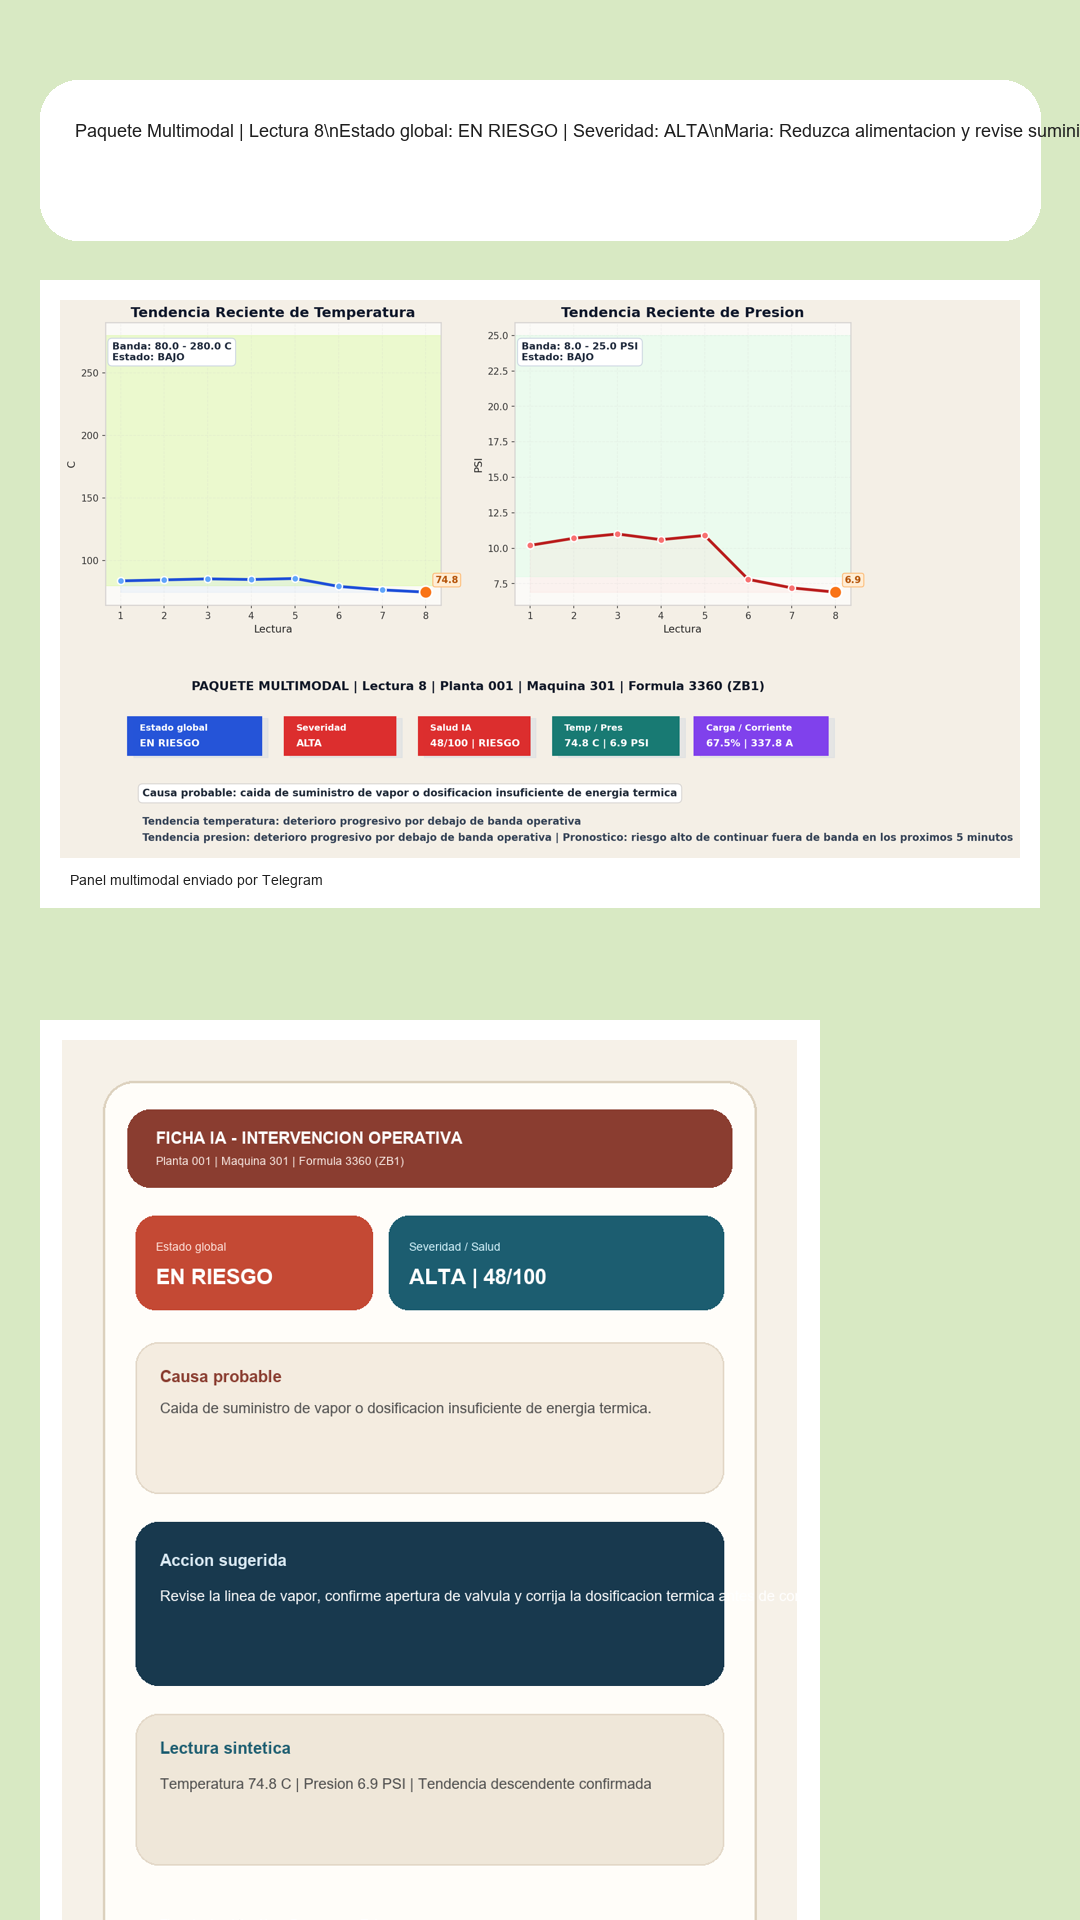 Paquete Multimodal | Lectura 8\nEstado global: EN RIESGO | Severidad: ALTA\nMaria: Reduzca alimentacion y revise sumini
Tendencia Reciente de Temperatura
Banda: 80.0 - 280.0 C
Estado: BAJO
250
200
150
100
C
74.8
1 2 3 4 5 6 7 8
Lectura
Tendencia Reciente de Presion
Banda: 8.0 - 25.0 PSI
Estado: BAJO
25.0
22.5
20.0
17.5
15.0
12.5
10.0
7.5
PSI
6.9
1 2 3 4 5 6 7 8
Lectura
PAQUETE MULTIMODAL | Lectura 8 | Planta 001 | Maquina 301 | Formula 3360 (ZB1)
Estado global
EN RIESGO
Severidad
ALTA
Salud IA
48/100 | RIESGO
Temp / Pres
74.8 C | 6.9 PSI
Carga / Corriente
67.5% | 337.8 A
Causa probable: caida de suministro de vapor o dosificacion insuficiente de energia termica
Tendencia temperatura: deterioro progresivo por debajo de banda operativa
Tendencia presion: deterioro progresivo por debajo de banda operativa | Pronostico: riesgo alto de continuar fuera de banda en los proximos 5 minutos
Panel multimodal enviado por Telegram
FICHA IA - INTERVENCION OPERATIVA
Planta 001 | Maquina 301 | Formula 3360 (ZB1)
Estado global
EN RIESGO
Severidad / Salud
ALTA | 48/100
Causa probable
Caida de suministro de vapor o dosificacion insuficiente de energia termica.
Accion sugerida
Revise la linea de vapor, confirme apertura de valvula y corrija la dosificacion termica de
Lectura sintetica
Temperatura 74.8 C | Presion 6.9 PSI | Tendencia descendente confirmada